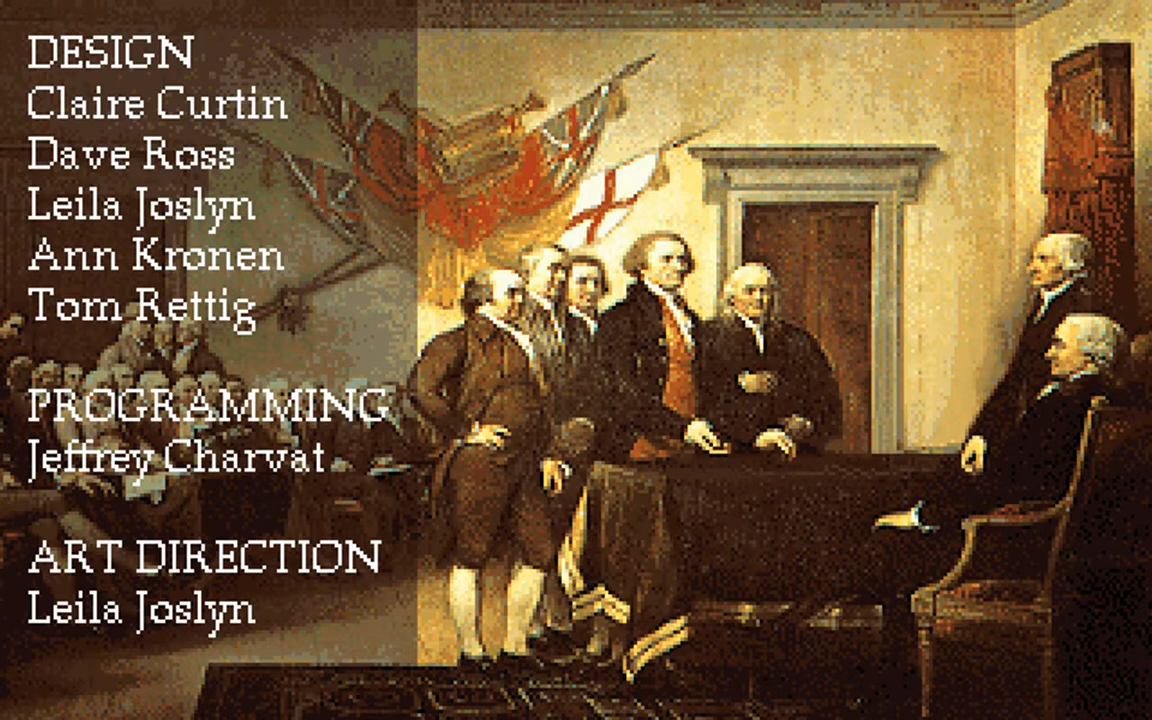 DESIGN
Claire Curtin
Dave Ross
Leila Joslyn
Ann Kronen
Tom Rettig
PROGRAMMING
Jeffrey Charvat
ART DIRECTION
Leila Joslyn